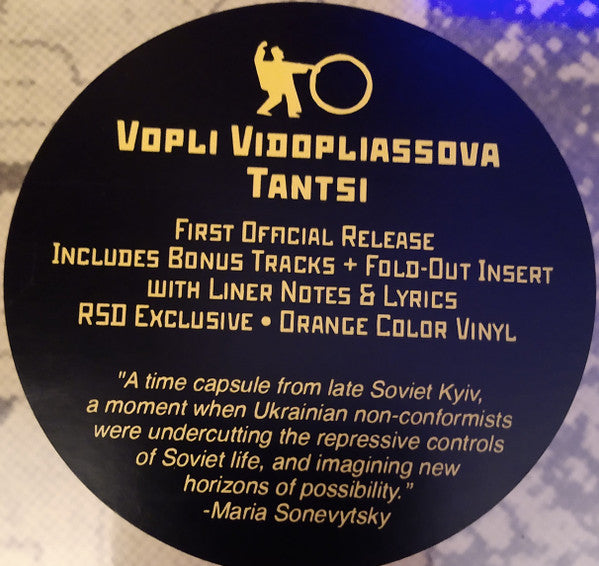 Vopli Vidopliassova
Tantsi
First Official Release
Includes Bonus Tracks + Fold-Out Insert
with Liner Notes & Lyrics
RSD Exclusive • Orange Color Vinyl
"A time capsule from late Soviet Kyiv,
a moment when Ukrainian non-conformists
were undercutting the repressive controls
of Soviet life, and imagining new
horizons of possibility."
-Maria Sonevytsky